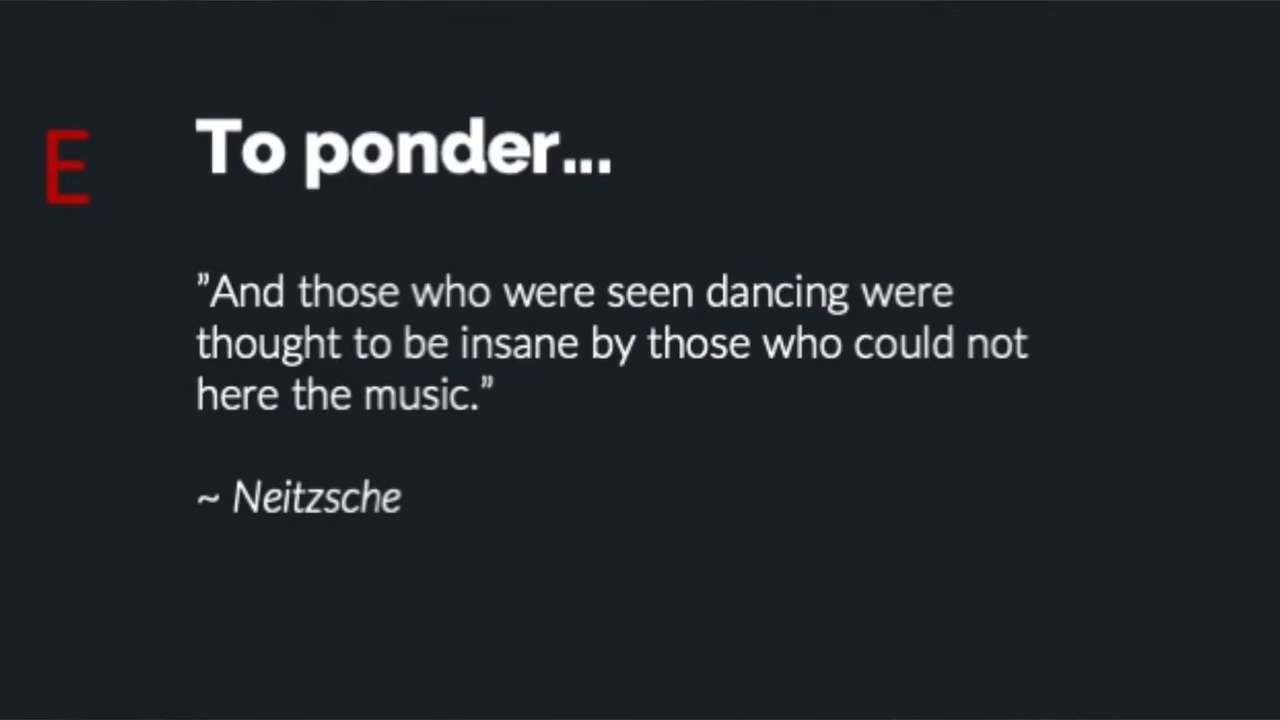 E
To ponder...
”And those who were seen dancing were
thought to be insane by those who could not
here the music.”
~ Neitzsche